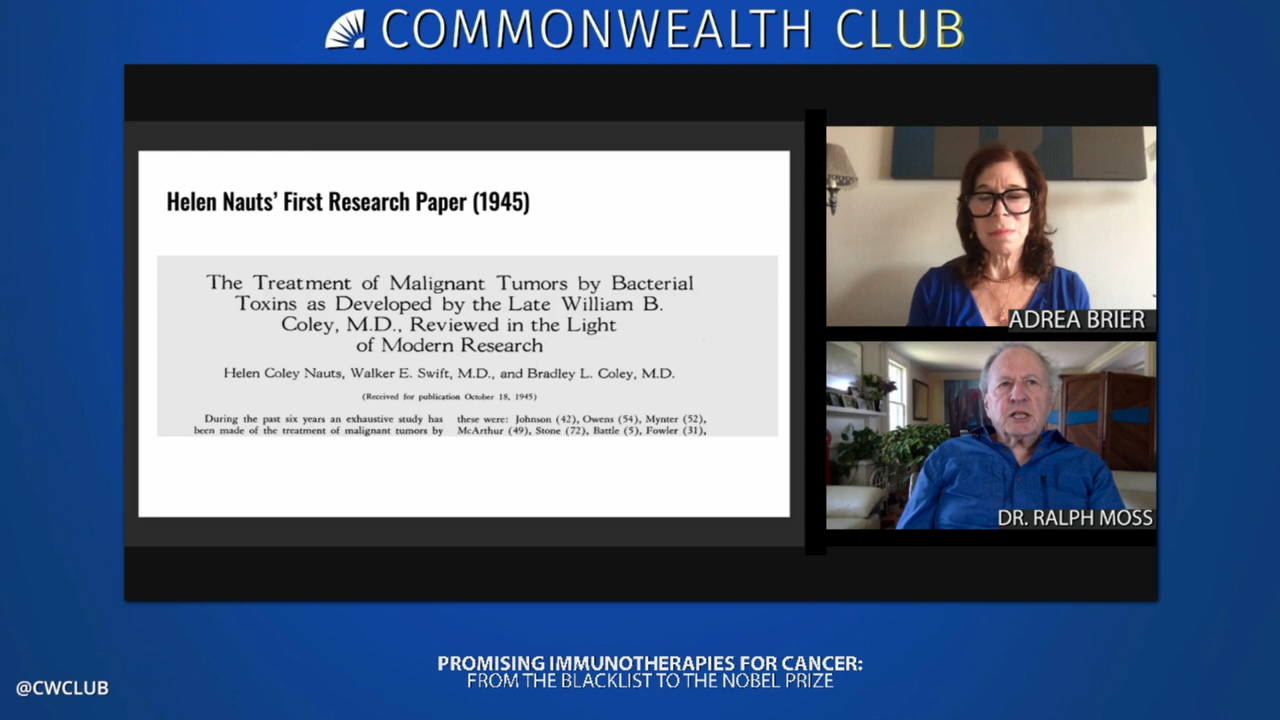 COMMONWEALTH CLUB
Helen Nauts' First Research Paper (1945)
The Treatment of Malignant Tumors by Bacterial
Toxins as Developed by the Late William B.
Coley, M.D., Reviewed in the Light
of Modern Research
Helen Coley Nauts, Walker E. Swift, M.D., and Bradley L. Coley, M.D.
(Received for publication October 18, 1945)
During the past six years an exhaustive study has
been made of the treatment of malignant tumors by
these were: Johnson (42), Owens (54), Mynter (52),
McArthur (49), Stone (72), Battle (5), Fowler (31),
ADREA BRIER
DR. RALPH MOSS
PROMISING IMMUNOTHERAPIES FOR CANCER:
FROM THE BLACKLIST TO THE NOBEL PRIZE
@CWCLUB